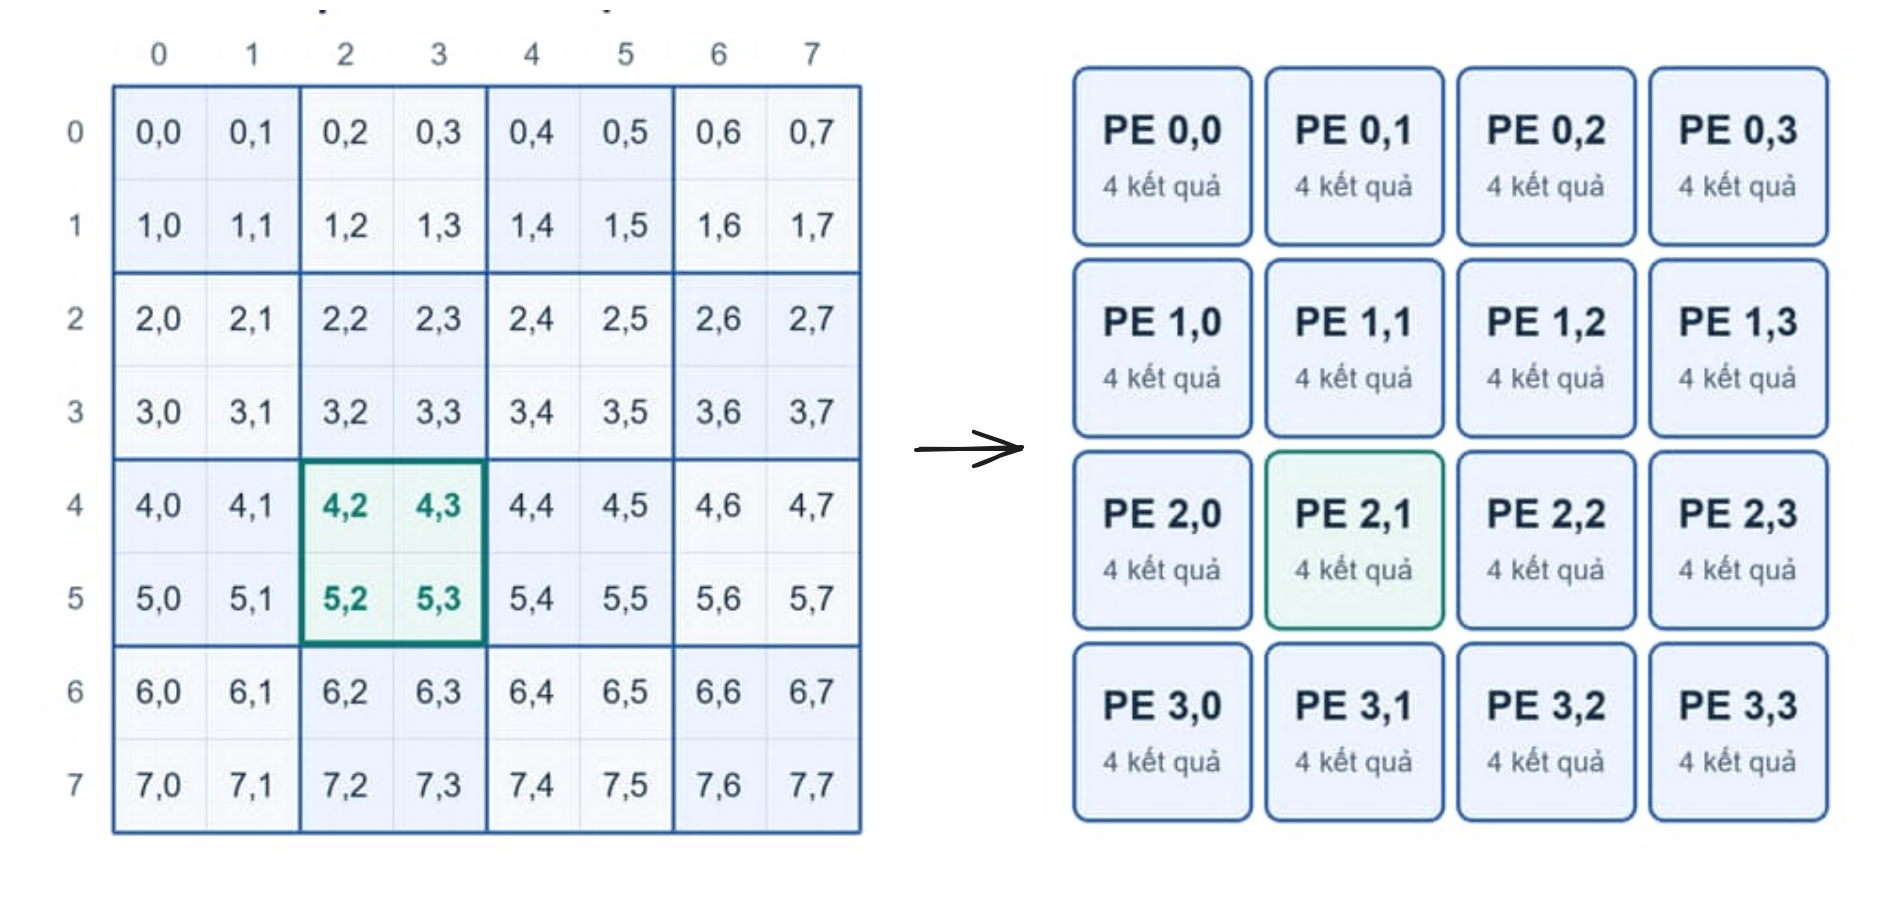 0 1 2 3 4 5 6 7
0 0,0 0,1 0,2 0,3 0,4 0,5 0,6 0,7
1 1,0 1,1 1,2 1,3 1,4 1,5 1,6 1,7
2 2,0 2,1 2,2 2,3 2,4 2,5 2,6 2,7
3 3,0 3,1 3,2 3,3 3,4 3,5 3,6 3,7
4 4,0 4,1 4,2 4,3 4,4 4,5 4,6 4,7
5 5,0 5,1 5,2 5,3 5,4 5,5 5,6 5,7
6 6,0 6,1 6,2 6,3 6,4 6,5 6,6 6,7
7 7,0 7,1 7,2 7,3 7,4 7,5 7,6 7,7
PE 0,0 PE 0,1 PE 0,2 PE 0,3
4 kết quả 4 kết quả 4 kết quả 4 kết quả
PE 1,0 PE 1,1 PE 1,2 PE 1,3
4 kết quả 4 kết quả 4 kết quả 4 kết quả
PE 2,0 PE 2,1 PE 2,2 PE 2,3
4 kết quả 4 kết quả 4 kết quả 4 kết quả
PE 3,0 PE 3,1 PE 3,2 PE 3,3
4 kết quả 4 kết quả 4 kết quả 4 kết quả